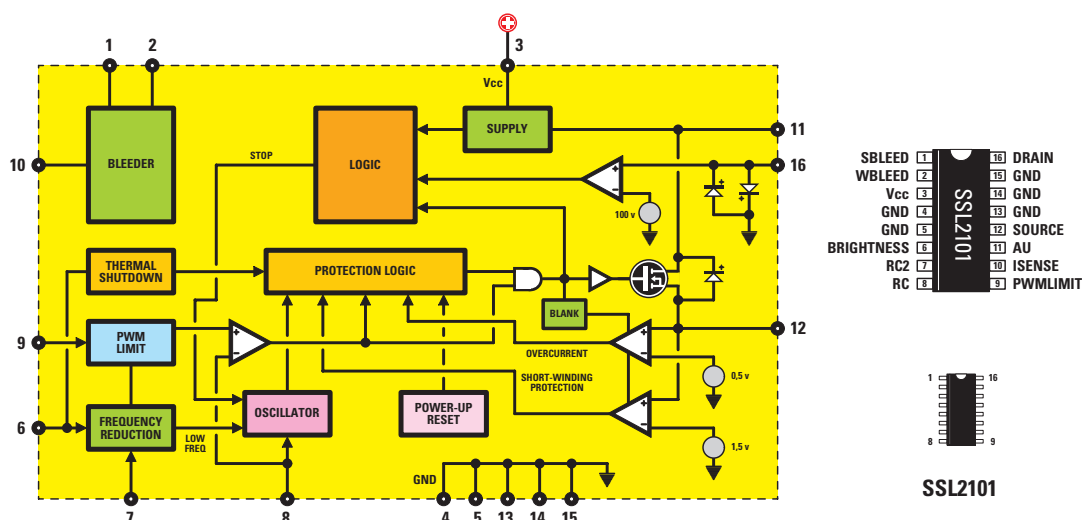 1
2
3
Vcc
BLEEDER
10
STOP
LOGIC
SUPPLY
11
16
100 v
THERMAL
SHUTDOWN
PROTECTION LOGIC
BLANK
12
9
PWM
LIMIT
+
−
OVERCURRENT
0,5 v
SHORT-WINDING
PROTECTION
6
FREQUENCY
REDUCTION
LOW
FREQ
OSCILLATOR
POWER-UP
RESET
1,5 v
GND
7
8
4
5
13
14
15
SBLEED 1 16 DRAIN
WBLEED 2 15 GND
Vcc 3 14 GND
GND 4 13 GND
GND 5 12 SOURCE
BRIGHTNESS 6 11 AU
RC2 7 10 ISENSE
RC 8 9 PWMLIMIT
SSL2101
1 16
8 9
SSL2101